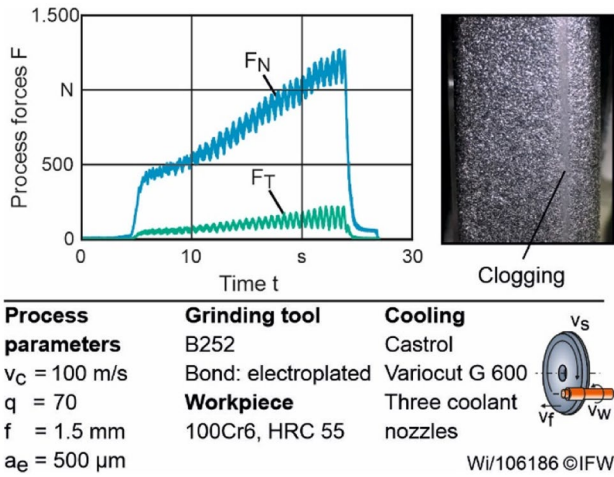 1.500
N
500
0
Process forces F
F_N
F_T
0 10 s 30
Time t
Clogging
Process
parameters
v_C = 100 m/s
q = 70
f = 1.5 mm
a_e = 500 µm
Grinding tool
B252
Bond: electroplated
Workpiece
100Cr6, HRC 55
Cooling
Castrol
Variocut G 600
Three coolant
nozzles
v_s
v_f
v_w
Wi/106186 ©IFW